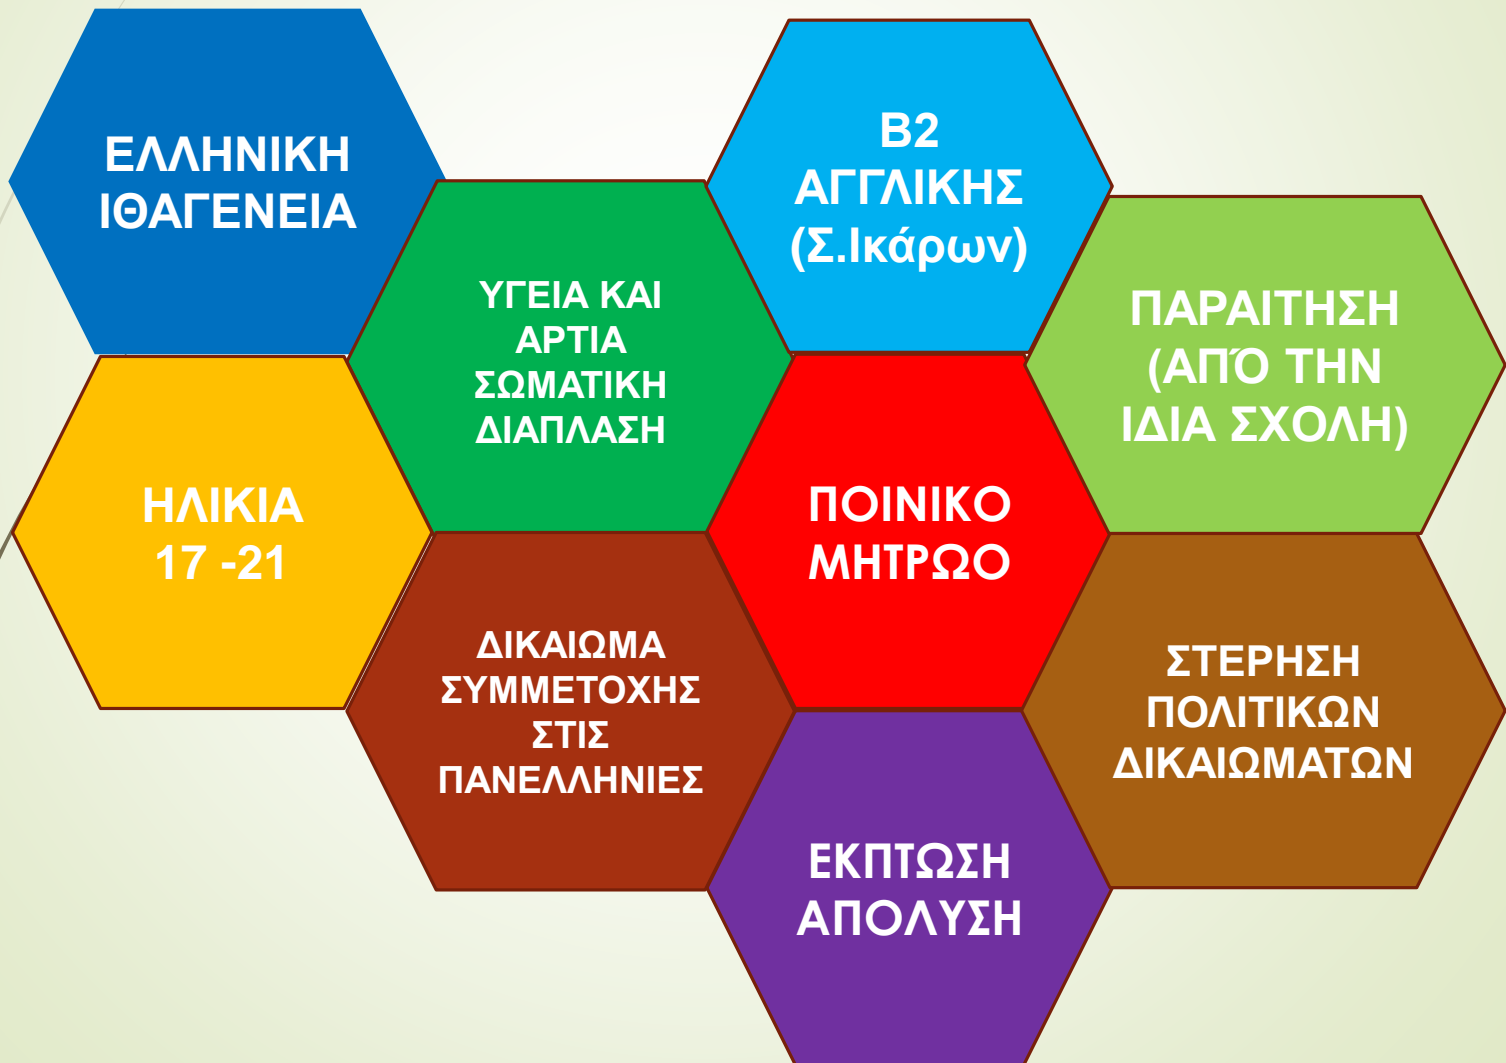 ΕΛΛΗΝΙΚΗ
ΙΘΑΓΕΝΕΙΑ
Β2
ΑΓΓΛΙΚΗΣ
(Σ.Ικάρων)
ΥΓΕΙΑ ΚΑΙ
ΑΡΤΙΑ
ΣΩΜΑΤΙΚΗ
ΔΙΑΠΛΑΣΗ
ΠΑΡΑΙΤΗΣΗ
(ΑΠΌ ΤΗΝ
ΙΔΙΑ ΣΧΟΛΗ)
ΗΛΙΚΙΑ
17 -21
ΠΟΙΝΙΚΟ
ΜΗΤΡΩΟ
ΔΙΚΑΙΩΜΑ
ΣΥΜΜΕΤΟΧΗΣ
ΣΤΙΣ
ΠΑΝΕΛΛΗΝΙΕΣ
ΣΤΕΡΗΣΗ
ΠΟΛΙΤΙΚΩΝ
ΔΙΚΑΙΩΜΑΤΩΝ
ΕΚΠΤΩΣΗ
ΑΠΟΛΥΣΗ